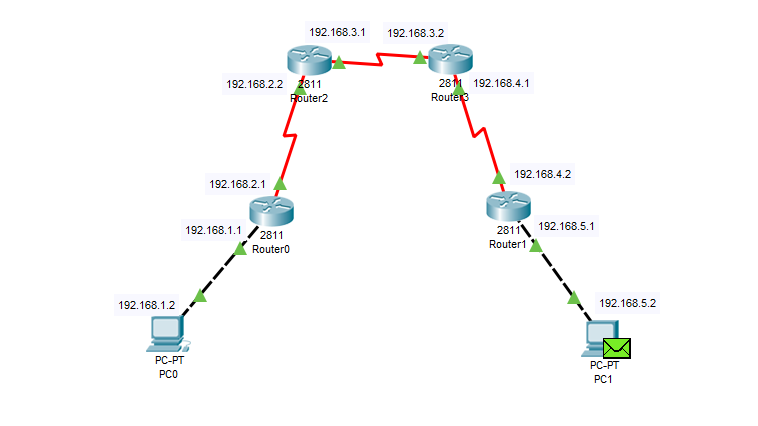 192.168.3.1
192.168.3.2
192.168.2.2
2811
Router2
2811
Router3
192.168.4.1
192.168.2.1
192.168.4.2
192.168.1.1
2811
Router0
2811
Router1
192.168.5.1
192.168.1.2
192.168.5.2
PC-PT
PC0
PC-PT
PC1